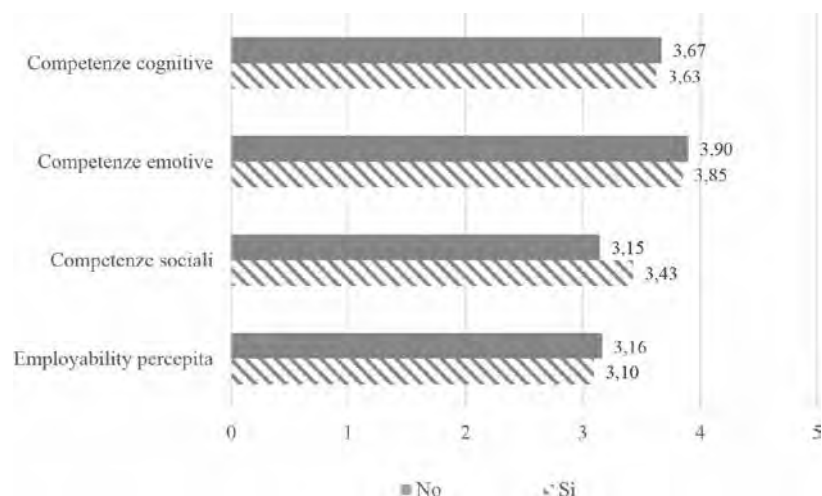 Competenze cognitive
3,67
3,63
Competenze emotive
3,90
3,85
Competenze sociali
3,15
3,43
Employability percepita
3,16
3,10
0 1 2 3 4 5
No Si